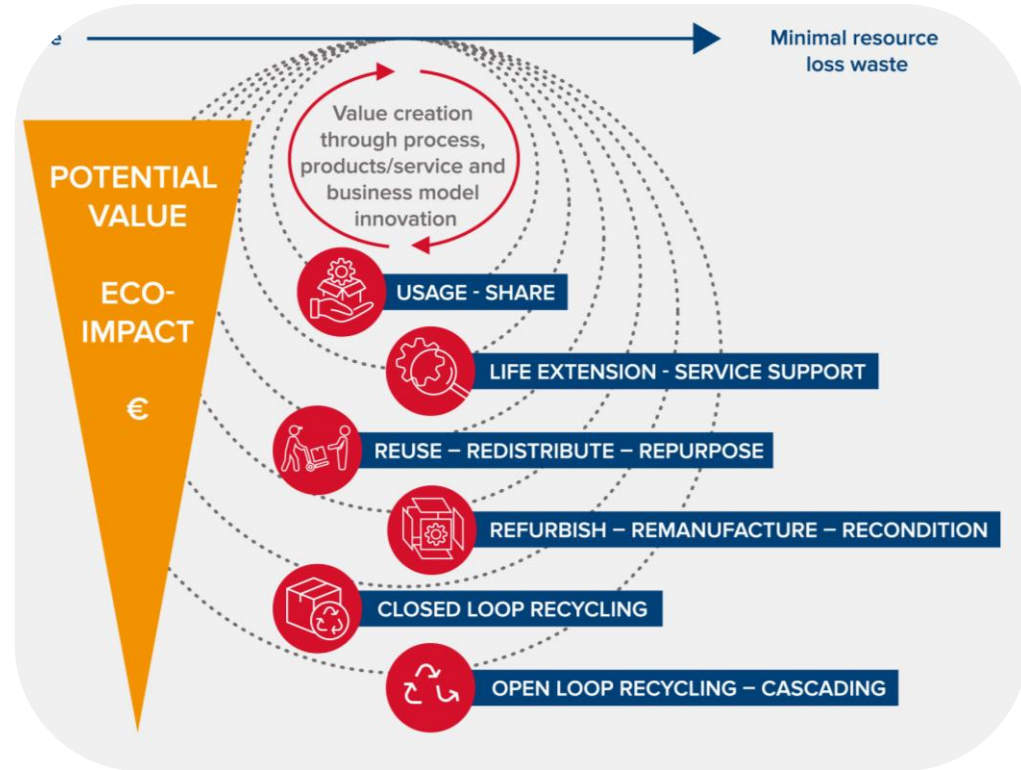 Minimal resource
loss waste
Value creation
through process,
products/service and
business model
innovation
POTENTIAL
VALUE
ECO-
IMPACT
€
USAGE - SHARE
LIFE EXTENSION - SERVICE SUPPORT
REUSE – REDISTRIBUTE – REPURPOSE
REFURBISH – REMANUFACTURE – RECONDITION
CLOSED LOOP RECYCLING
OPEN LOOP RECYCLING – CASCADING